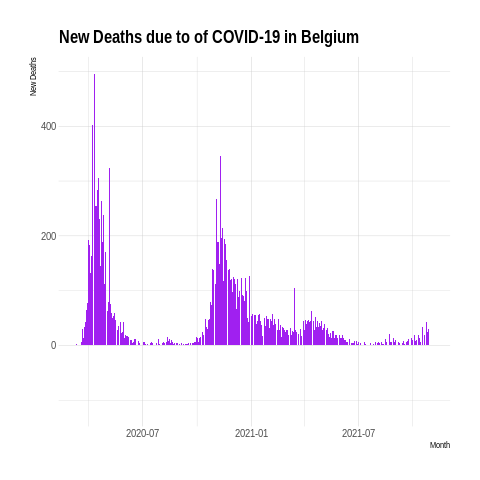 New Deaths due to of COVID-19 in Belgium
New Deaths
400
200
0
2020-07
2021-01
2021-07
Month